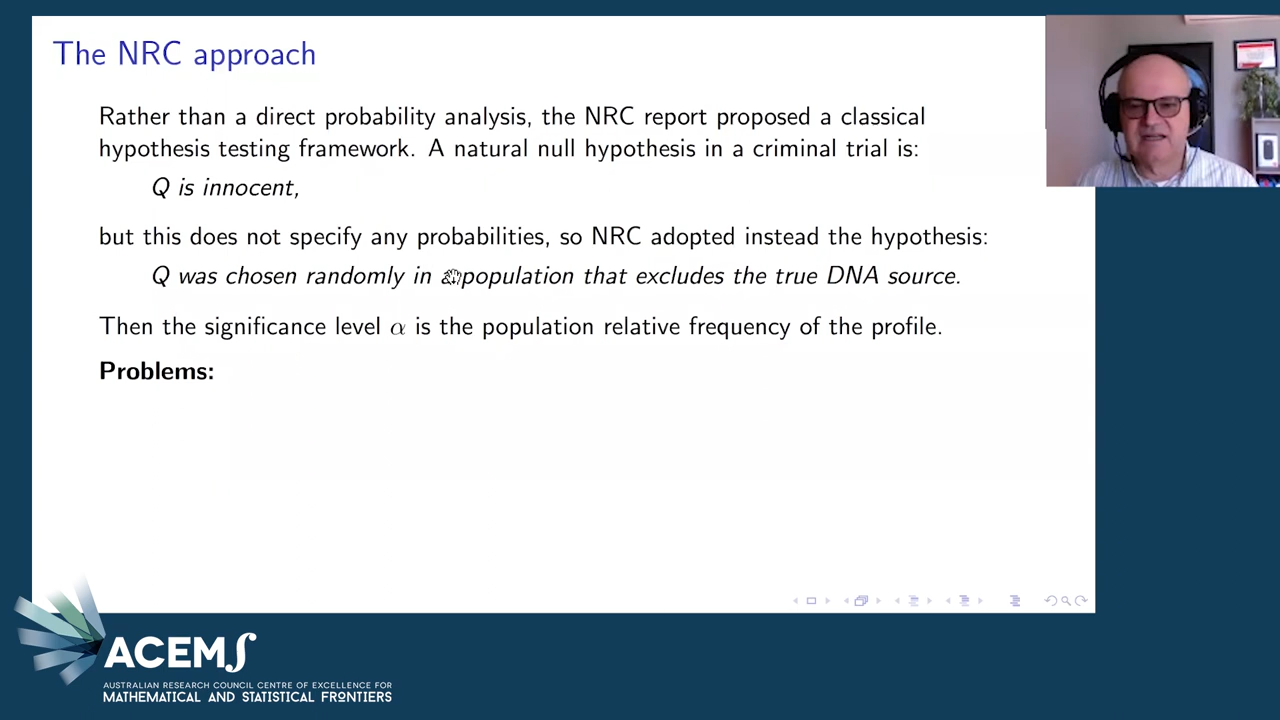 The NRC approach
Rather than a direct probability analysis, the NRC report proposed a classical
hypothesis testing framework. A natural null hypothesis in a criminal trial is:
Q is innocent,
but this does not specify any probabilities, so NRC adopted instead the hypothesis:
Q was chosen randomly in a population that excludes the true DNA source.
Then the significance level α is the population relative frequency of the profile.
Problems:
ACEMS
AUSTRALIAN RESEARCH COUNCIL CENTRE OF EXCELLENCE FOR
MATHEMATICAL AND STATISTICAL FRONTIERS